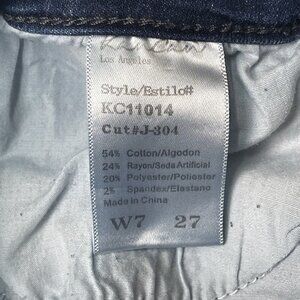 Los Angeles
Style/Estilo#
KC11014
Cut#J-304
54% Cotton/Algodon
24% Rayon/Seda Artificial
20% Polyester/Poliester
2% Spandex/Elastano
Made in China
W7 27